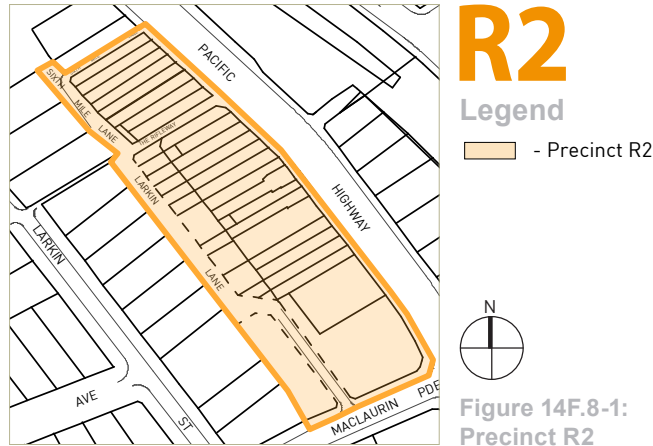 PACIFIC
HIGHWAY
SIXTH
MILE
LANE
THE RIFLEWAY
LARKIN
LANE
LARKIN
ST
AVE
MACLAURIN
PDE
R2
Legend
- Precinct R2
N
Figure 14F.8-1:
Precinct R2